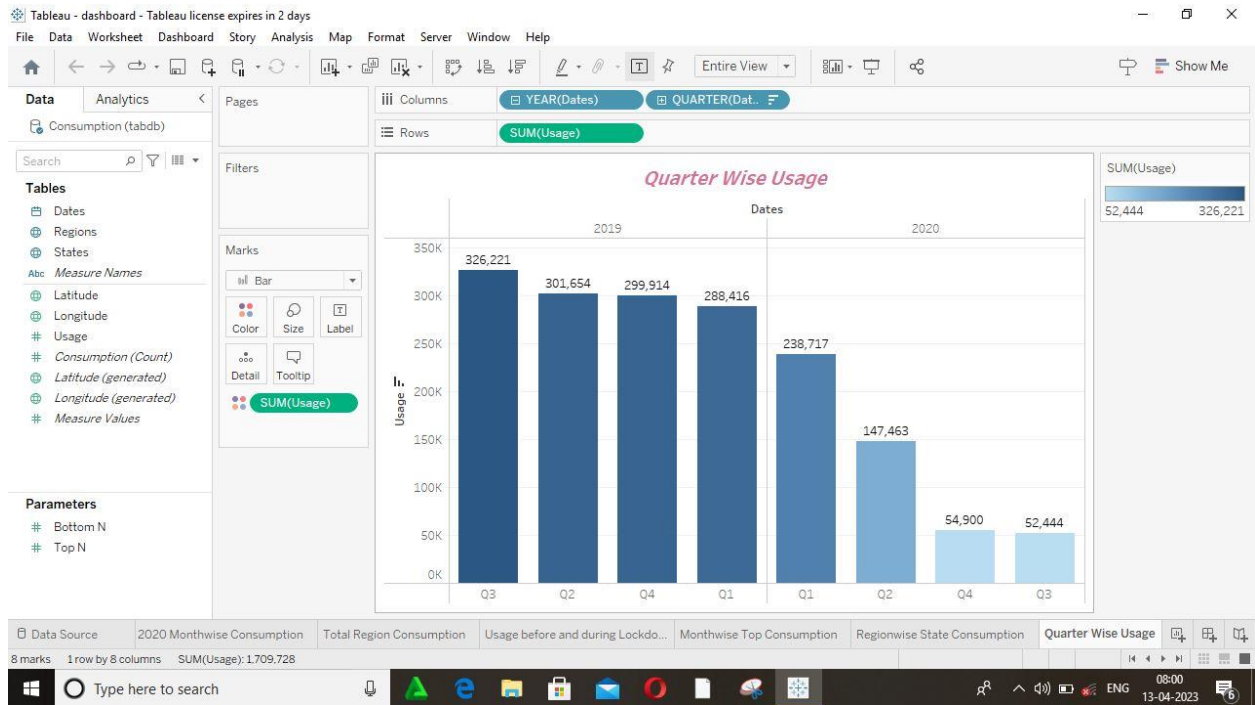 Tableau - dashboard - Tableau license expires in 2 days
File Data Worksheet Dashboard Story Analysis Map Format Server Window Help
Entire View
Show Me
Data Analytics
Consumption (tabdb)
Search
Tables
Dates
Regions
States
Abc Measure Names
Latitude
Longitude
# Usage
# Consumption (Count)
Latitude (generated)
Longitude (generated)
# Measure Values
Parameters
# Bottom N
# Top N
Pages
Filters
Marks
Bar
Color Size Label
Detail Tooltip
SUM(Usage)
Columns YEAR(Dates) QUARTER(Dat..
Rows SUM(Usage)
Quarter Wise Usage
Dates
2019 2020
Usage
350K
300K
250K
200K
150K
100K
50K
0K
326,221 301,654 299,914 288,416 238,717 147,463 54,900 52,444
Q3 Q2 Q4 Q1 Q1 Q2 Q4 Q3
SUM(Usage)
52,444 326,221
Data Source 2020 Monthwise Consumption Total Region Consumption Usage before and during Lockdo... Monthwise Top Consumption Regionwise State Consumption Quarter Wise Usage
8 marks 1 row by 8 columns SUM(Usage): 1,709,728
Type here to search
ENG
08:00
13-04-2023
6